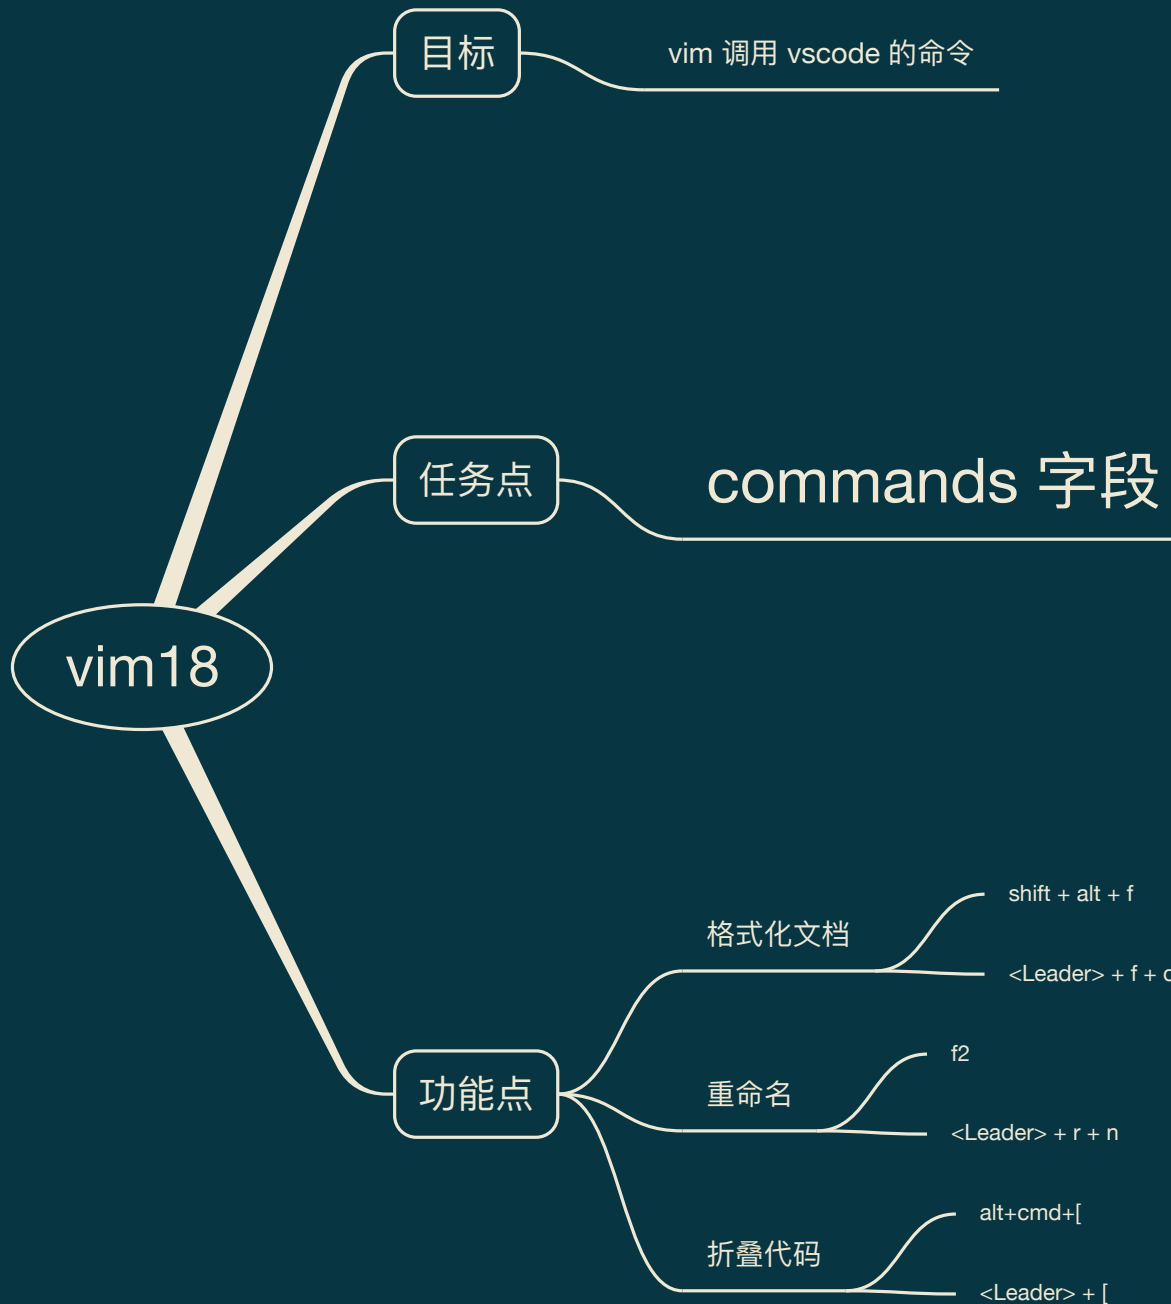 目标
vim 调用 vscode 的命令
任务点
commands 字段
vim18
功能点
格式化文档
shift + alt + f
<Leader> + f + 
重命名
f2
<Leader> + r + n
折叠代码
alt+cmd+[
<Leader> + [